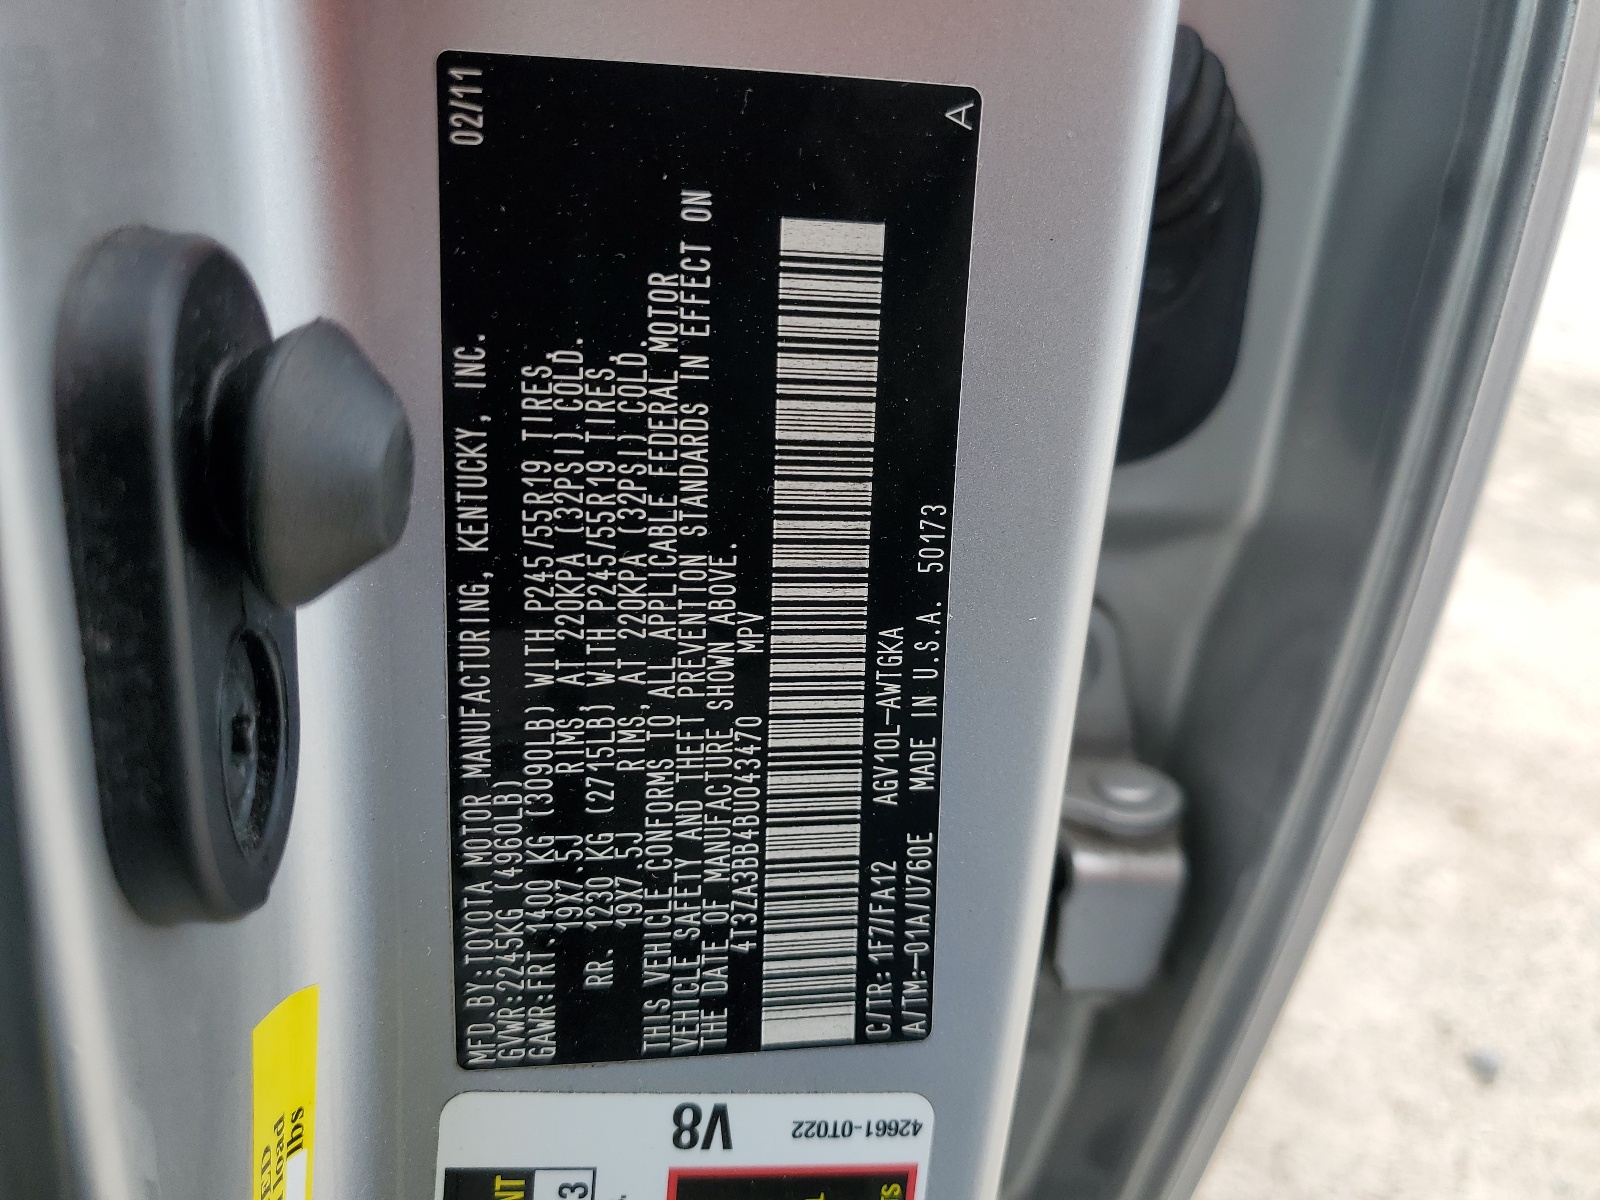 MFD.BY:TOYOTA MOTOR MANUFACTURING, KENTUCKY, INC. 02/11
GVWR:2245KG (4960LB)
GAWR:FRT. 1400 KG (3090LB) WITH P245/55R19 TIRES,
19X7.5J RIMS, AT 220KPA (32PSI) COLD.
RR. 1230 KG (2715LB) WITH P245/55R19 TIRES,
19X7.5J RIMS, AT 220KPA (32PSI) COLD.
THIS VEHICLE CONFORMS TO ALL APPLICABLE FEDERAL MOTOR
VEHICLE SAFETY AND THEFT PREVENTION STANDARDS IN EFFECT ON
THE DATE OF MANUFACTURE SHOWN ABOVE.
4T3ZA3BB4BU043470 MPV
C/TR:1F7/FA12 AGV10L-AWTGKA
A/TM:-01A/U760E MADE IN U.S.A. 50173
A
V8
42661-0T022
NT
3
load
lbs